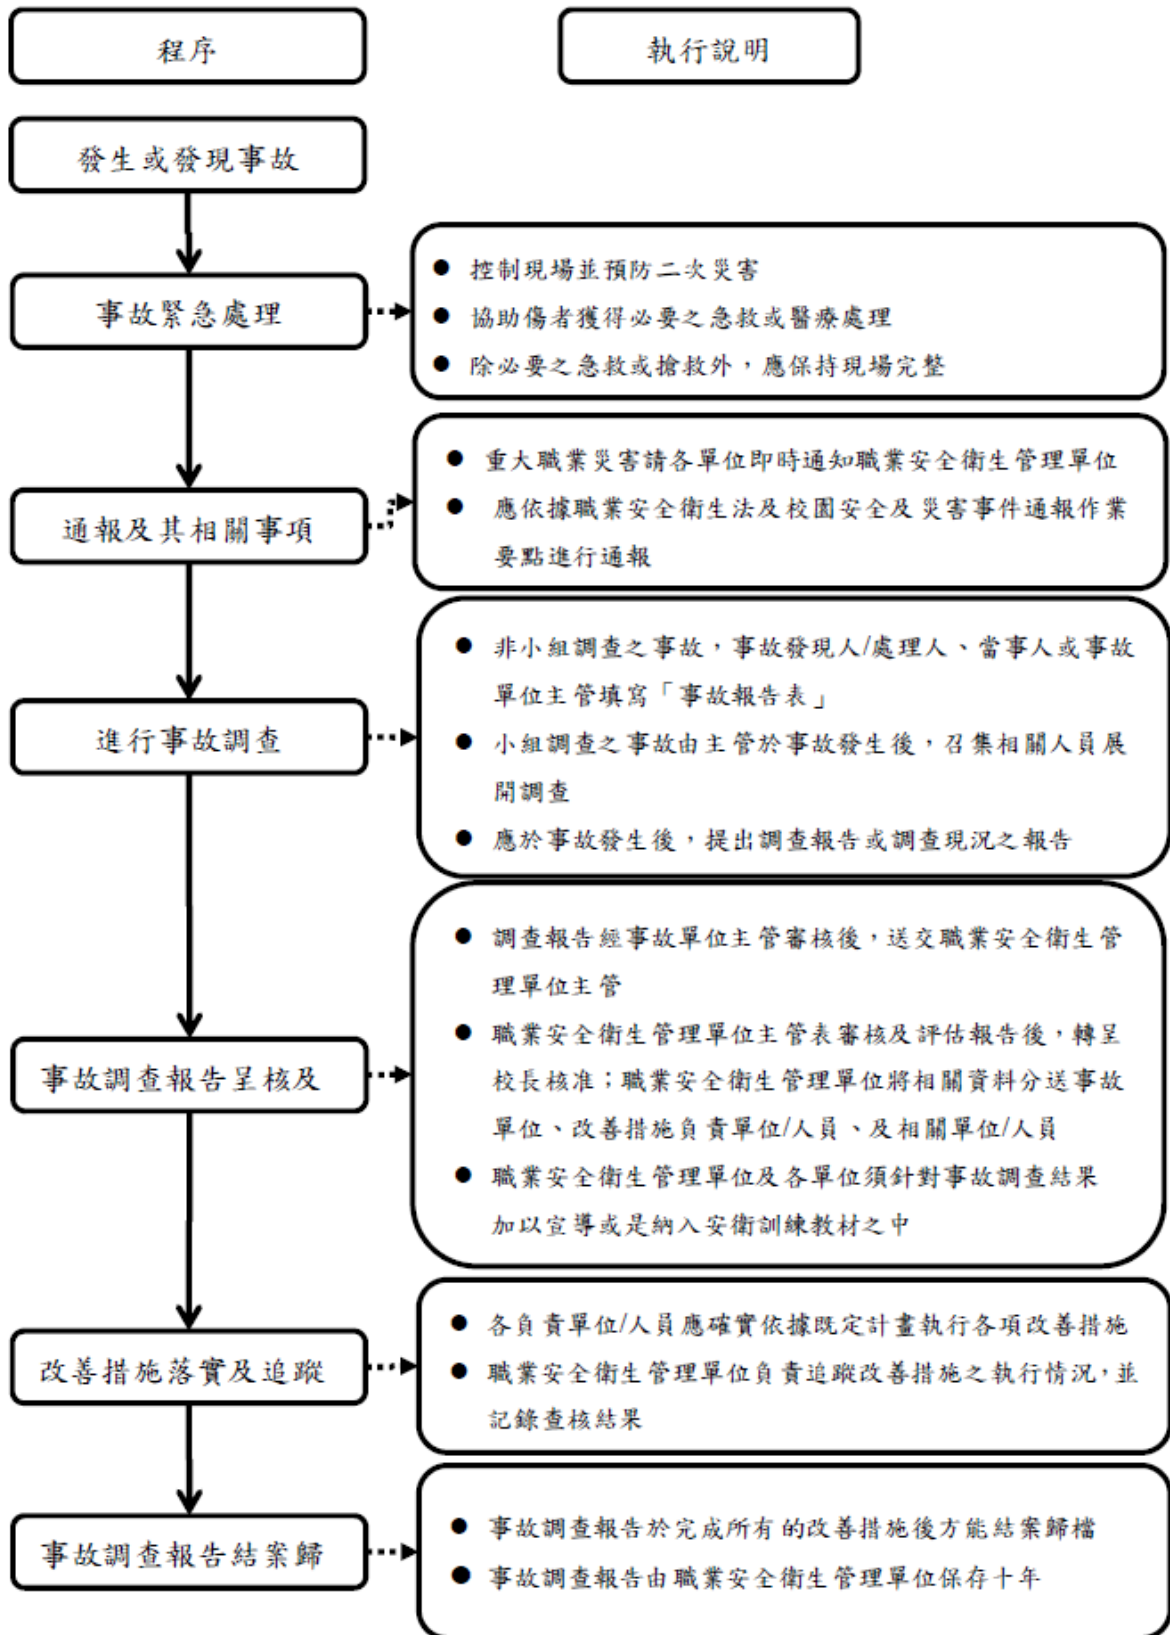 程序
執行說明
發生或發現事故
事故緊急處理
● 控制現場並預防二次災害
● 協助傷者獲得必要之急救或醫療處理
● 除必要之急救或搶救外，應保持現場完整
通報及其相關事項
● 重大職業災害請各單位即時通知職業安全衛生管理單位
● 應依據職業安全衛生法及校園安全及災害事件通報作業
要點進行通報
進行事故調查
● 非小組調查之事故，事故發現人/處理人、當事人或事故
單位主管填寫「事故報告表」
● 小組調查之事故由主管於事故發生後，召集相關人員展
開調查
● 應於事故發生後，提出調查報告或調查現況之報告
事故調查報告呈核及
● 調查報告經事故單位主管審核後，送交職業安全衛生管
理單位主管
● 職業安全衛生管理單位主管表審核及評估報告後，轉呈
校長核准；職業安全衛生管理單位將相關資料分送事故
單位、改善措施負責單位/人員、及相關單位/人員
● 職業安全衛生管理單位及各單位須針對事故調查結果
加以宣導或是納入安衛訓練教材之中
改善措施落實及追蹤
● 各負責單位/人員應確實依據既定計畫執行各項改善措施
● 職業安全衛生管理單位負責追蹤改善措施之執行情況，並
記錄查核結果
事故調查報告結案歸
● 事故調查報告於完成所有的改善措施後方能結案歸檔
● 事故調查報告由職業安全衛生管理單位保存十年